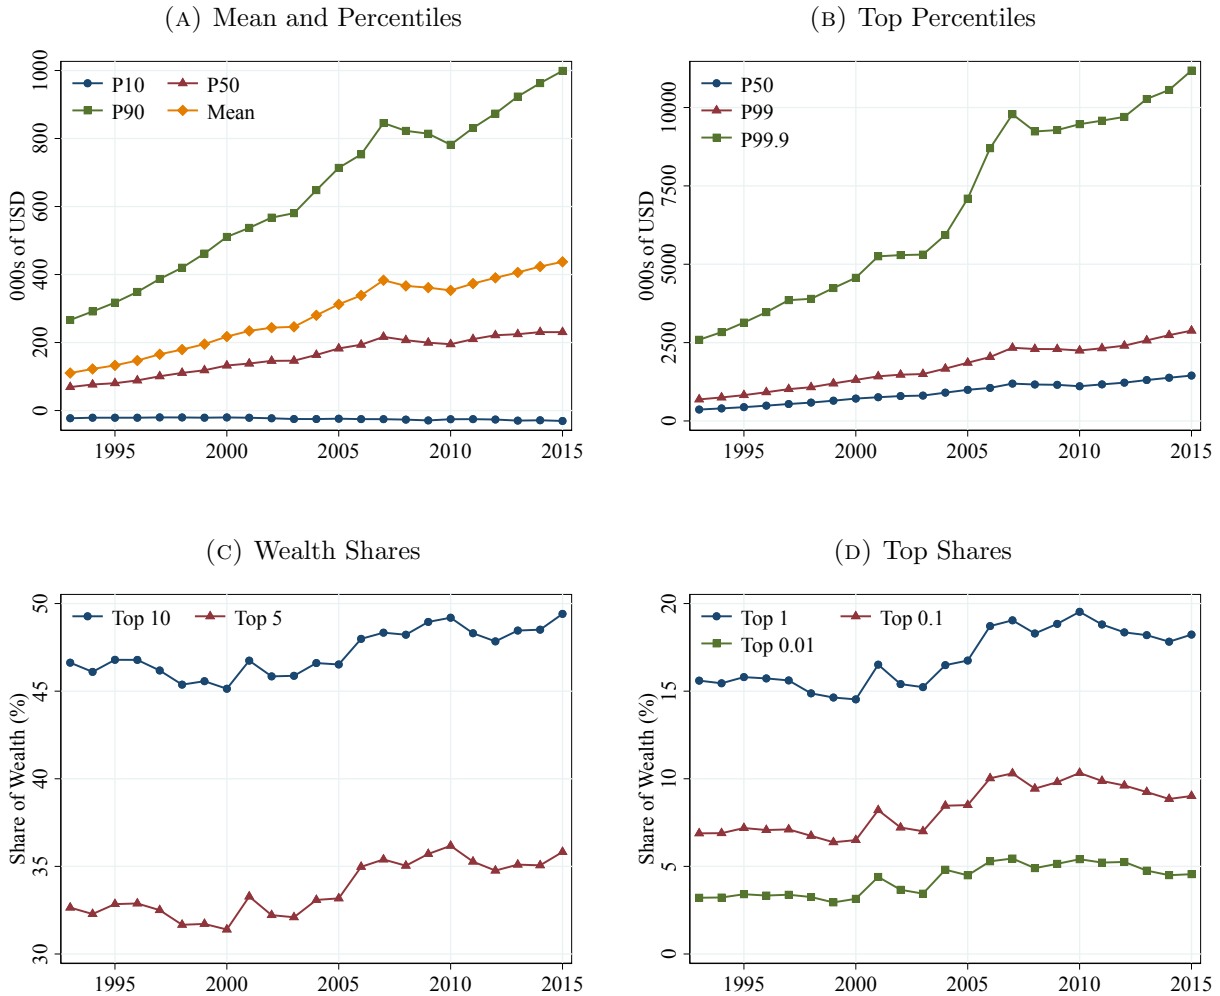 (A) Mean and Percentiles
000s of USD
0 200 400 600 800 1000
P10 P50
P90 Mean
1995 2000 2005 2010 2015
(B) Top Percentiles
000s of USD
0 2500 5000 7500 10000
P50
P99
P99.9
1995 2000 2005 2010 2015
(C) Wealth Shares
Share of Wealth (%)
30 35 40 45 50
Top 10 Top 5
1995 2000 2005 2010 2015
(D) Top Shares
Share of Wealth (%)
0 5 10 15 20
Top 1 Top 0.1
Top 0.01
1995 2000 2005 2010 2015